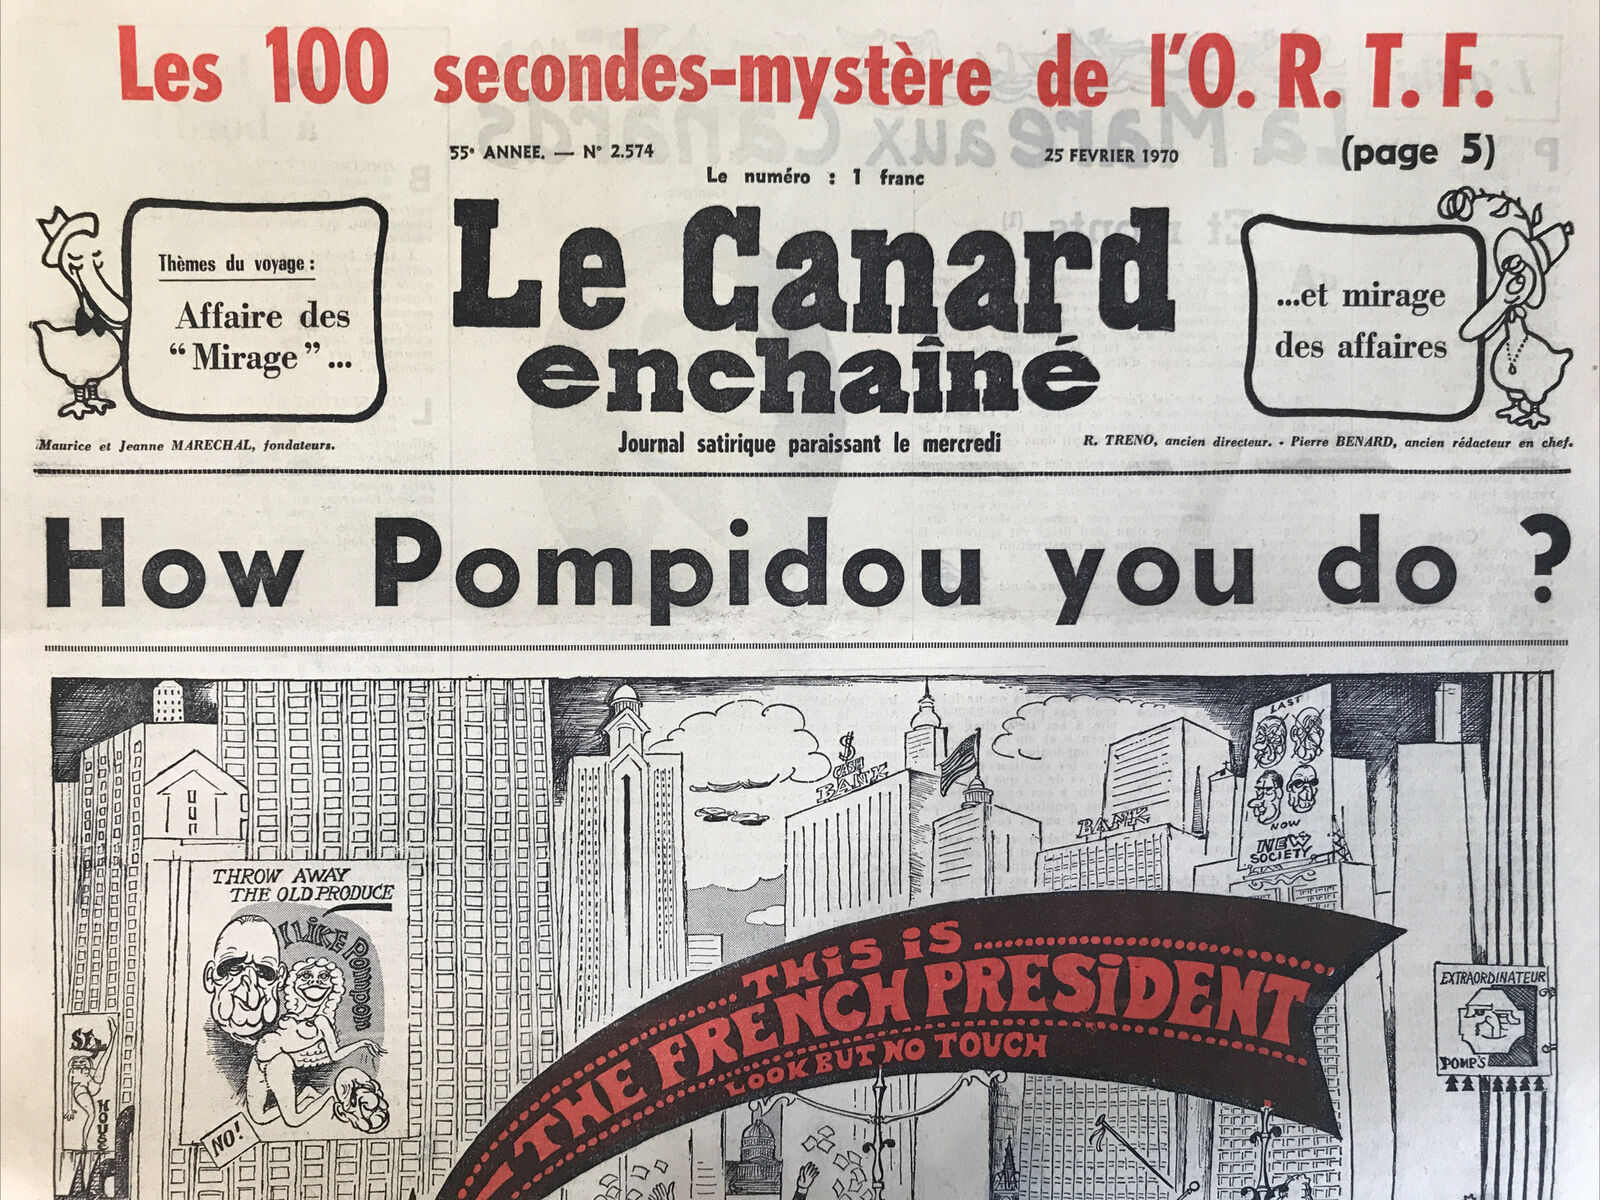 Les 100 secondes-mystère de l'O. R. T. F.
(page 5)
55e ANNEE. — N° 2.574
25 FEVRIER 1970
Le numéro : 1 franc
Thèmes du voyage :
Affaire des
“ Mirage ” ...
Le Canard
enchaîné
...et mirage
des affaires
Maurice et Jeanne MARECHAL, fondateurs.
Journal satirique paraissant le mercredi
R. TRENO, ancien directeur. - Pierre BENARD, ancien rédacteur en chef.
How Pompidou you do ?
LAST
NOW
NEW
SOCIETY
$
CASH
BANK
BANK
THROW AWAY
THE OLD PRODUCE
I LIKE POMPIDOU
NO!
HOUSE
THIS IS
THE FRENCH PRESIDENT
LOOK BUT NO TOUCH
EXTRAORDINATEUR
POMP'S